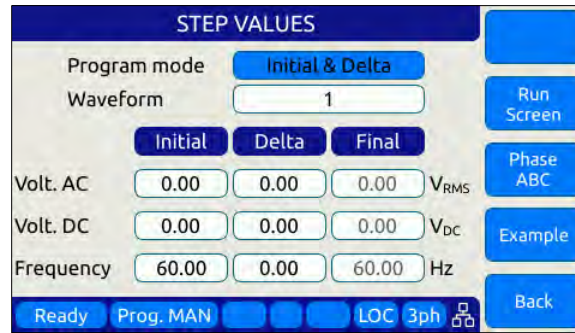 STEP VALUES
Program mode Initial & Delta
Waveform 1
Initial Delta Final
Volt. AC 0.00 0.00 0.00 VRMS
Volt. DC 0.00 0.00 0.00 VDC
Frequency 60.00 0.00 60.00 Hz
Ready Prog. MAN LOC 3ph
Run
Screen
Phase
ABC
Example
Back